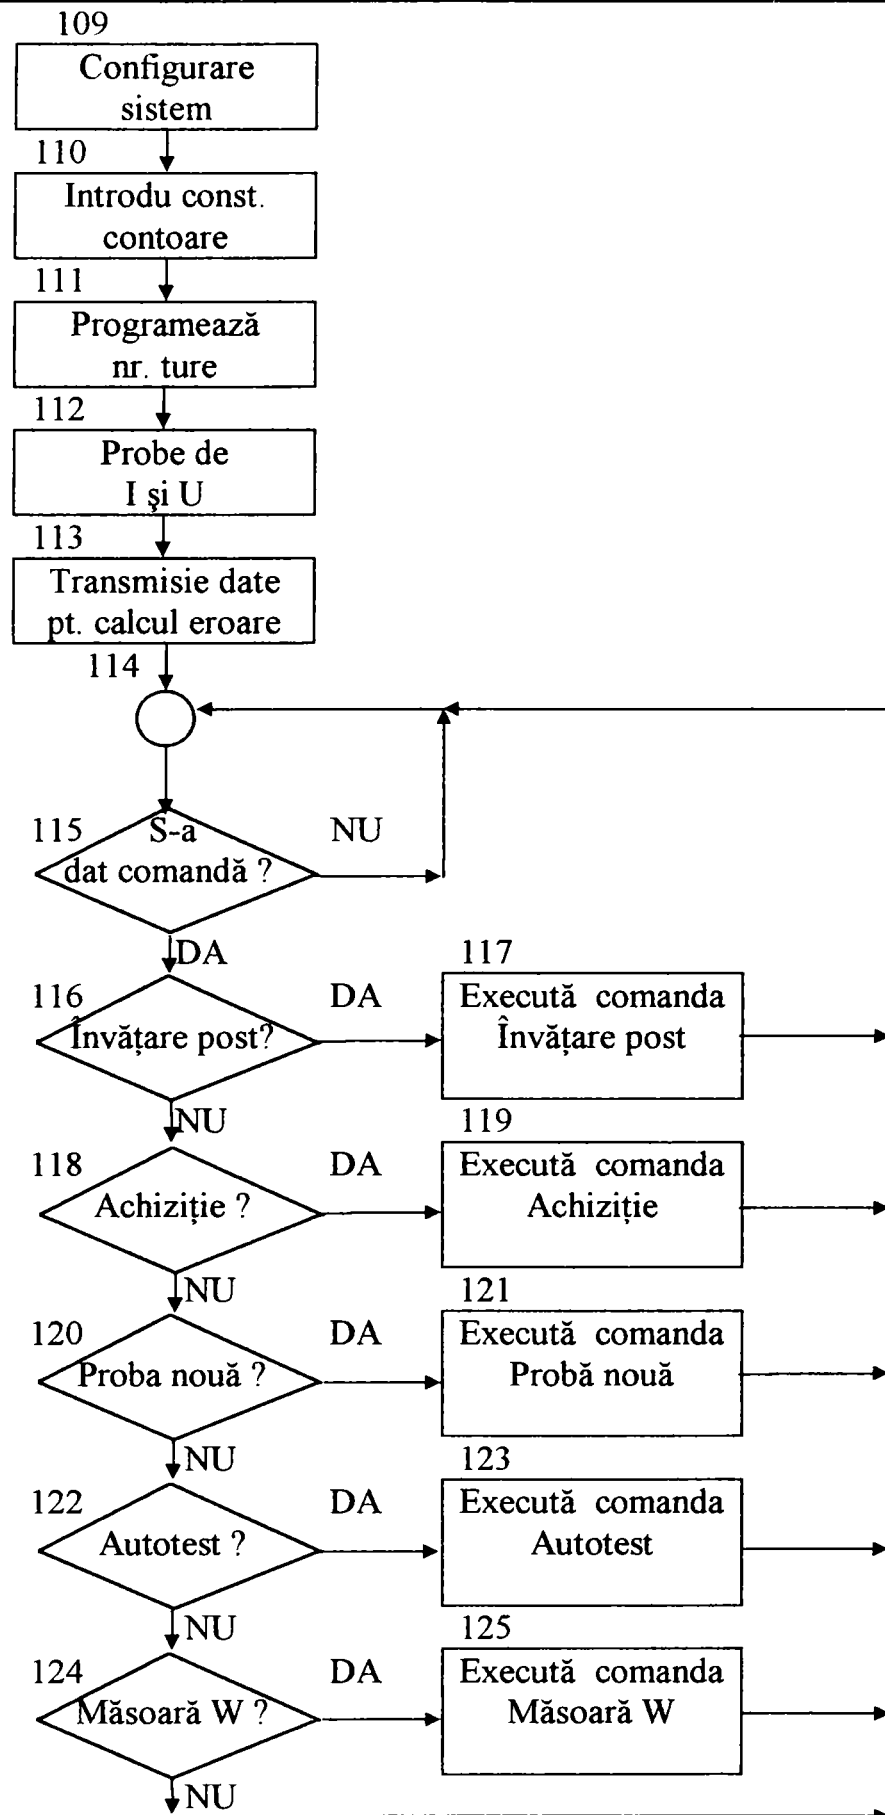 109
Configurare
sistem
110
Introdu const.
contoare
111
Programează
nr. ture
112
Probe de
I şi U
113
Transmisie date
pt. calcul eroare
114
115
S-a
dat comandă ?
NU
DA
116
Învăţare post?
DA
117
Execută comanda
Învăţare post
NU
118
Achiziţie ?
DA
119
Execută comanda
Achiziţie
NU
120
Proba nouă ?
DA
121
Execută comanda
Probă nouă
NU
122
Autotest ?
DA
123
Execută comanda
Autotest
NU
124
Măsoară W ?
DA
125
Execută comanda
Măsoară W
NU